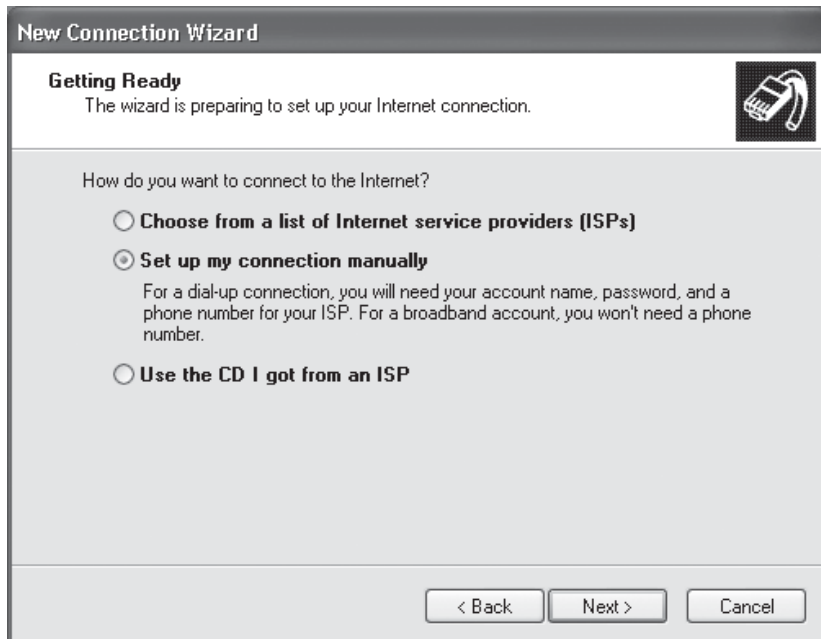 New Connection Wizard
Getting Ready
The wizard is preparing to set up your Internet connection.
How do you want to connect to the Internet?
Choose from a list of Internet service providers (ISPs)
Set up my connection manually
For a dial-up connection, you will need your account name, password, and a
phone number for your ISP. For a broadband account, you won't need a phone
number.
Use the CD I got from an ISP
< Back
Next >
Cancel